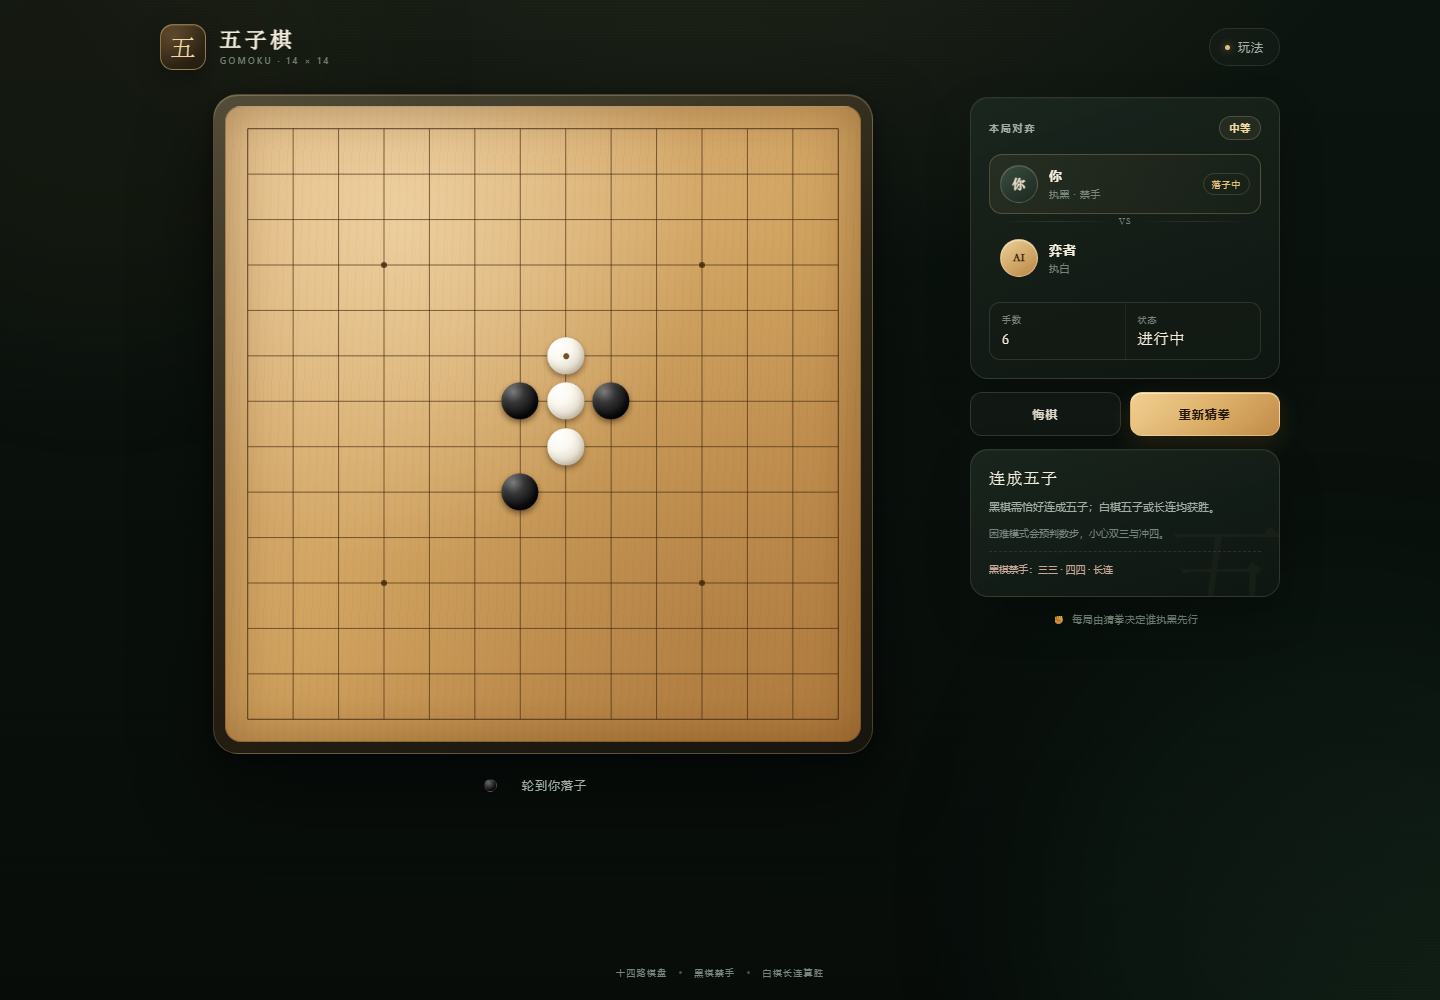 五
五子棋
GOMOKU · 14 × 14
玩法
本局对弈
中等
你
你
执黑 · 禁手
落子中
VS
AI
弈者
执白
手数
6
状态
进行中
悔棋
重新猜拳
连成五子
黑棋需恰好连成五子；白棋五子或长连均获胜。
困难模式会预判数步，小心双三与冲四。
五
黑棋禁手：三三 · 四四 · 长连
每局由猜拳决定谁执黑先行
轮到你落子
十四路棋盘 • 黑棋禁手 • 白棋长连算胜